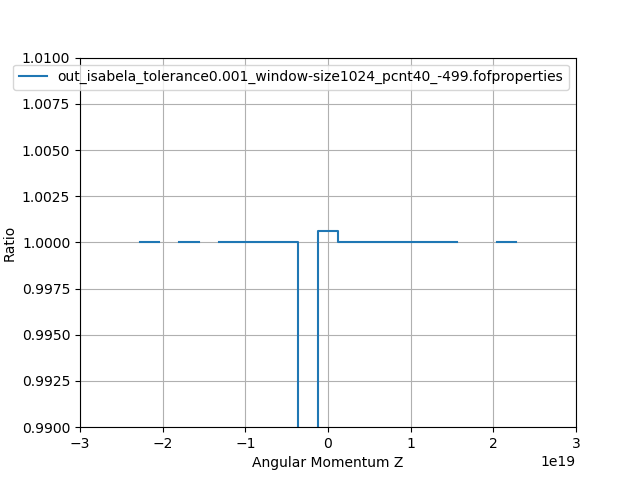 1.0100
out_isabela_tolerance0.001_window-size1024_pcnt40_-499.fofproperties
1.0075
1.0050
1.0025
1.0000
0.9975
0.9950
0.9925
0.9900
Ratio
−3 −2 −1 0 1 2 3
1e19
Angular Momentum Z